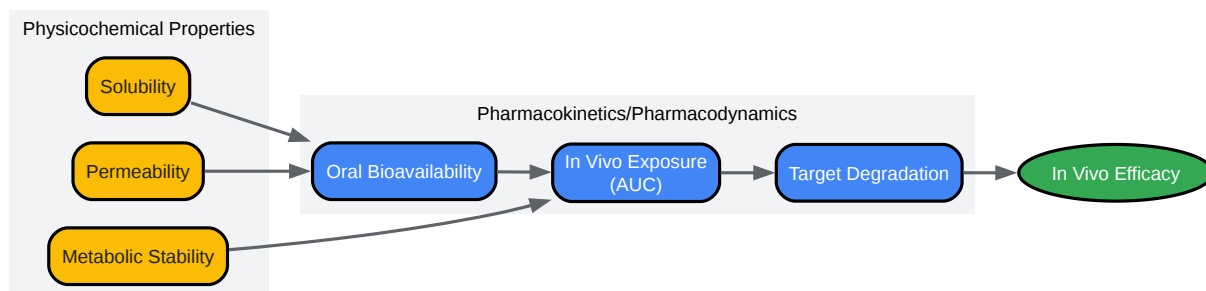 Physicochemical Properties
Solubility
Permeability
Metabolic Stability
Pharmacokinetics/Pharmacodynamics
Oral Bioavailability
In Vivo Exposure
(AUC)
Target Degradation
In Vivo Efficacy